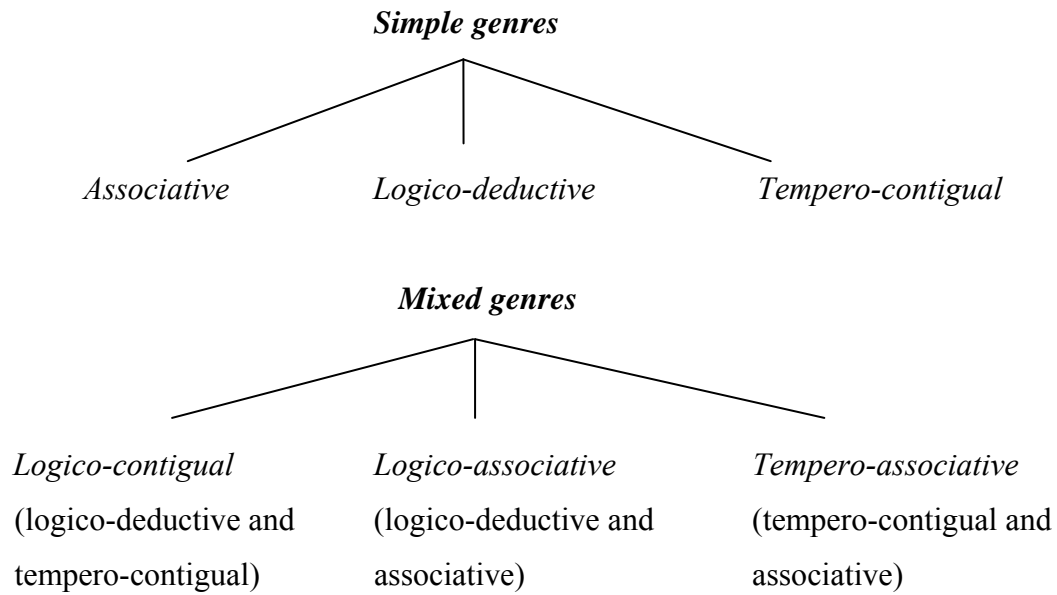 Simple genres
Associative Logico-deductive Tempero-contigual
Mixed genres
Logico-contigual Logico-associative Tempero-associative
(logico-deductive and (logico-deductive and (tempero-contigual and
tempero-contigual) associative) associative)